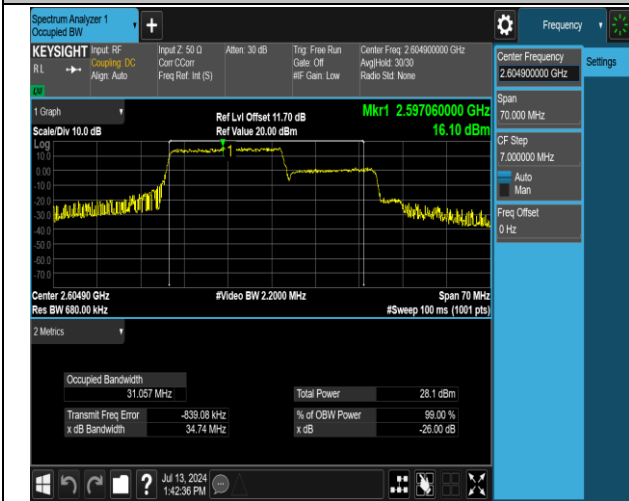 Spectrum Analyzer 1
Occupied BW
+
Frequency
KEYSIGHT
RL
Input: RF
Coupling: DC
Align: Auto
Input Z: 50 Ω
Corr CCorr
Freq Ref: Int (S)
Atten: 30 dB
Trig: Free Run
Gate: Off
#IF Gain: Low
Center Freq: 2.604900000 GHz
Avg|Hold: 30/30
Radio Std: None
1 Graph
Scale/Div 10.0 dB
Ref Lvl Offset 11.70 dB
Ref Value 20.00 dBm
Mkr1 2.597060000 GHz
16.10 dBm
Log
10.0
0.00
-10.0
-20.0
-30.0
-40.0
-50.0
-60.0
-70.0
1
Center 2.60490 GHz
Res BW 680.00 kHz
#Video BW 2.2000 MHz
Span 70 MHz
#Sweep 100 ms (1001 pts)
2 Metrics
Occupied Bandwidth
31.057 MHz
Total Power 28.1 dBm
Transmit Freq Error -839.08 kHz
% of OBW Power 99.00 %
x dB Bandwidth 34.74 MHz
x dB -26.00 dB
Center Frequency
2.604900000 GHz
Settings
Span
70.000 MHz
CF Step
7.000000 MHz
Auto
Man
Freq Offset
0 Hz
?
Jul 13, 2024
1:42:36 PM